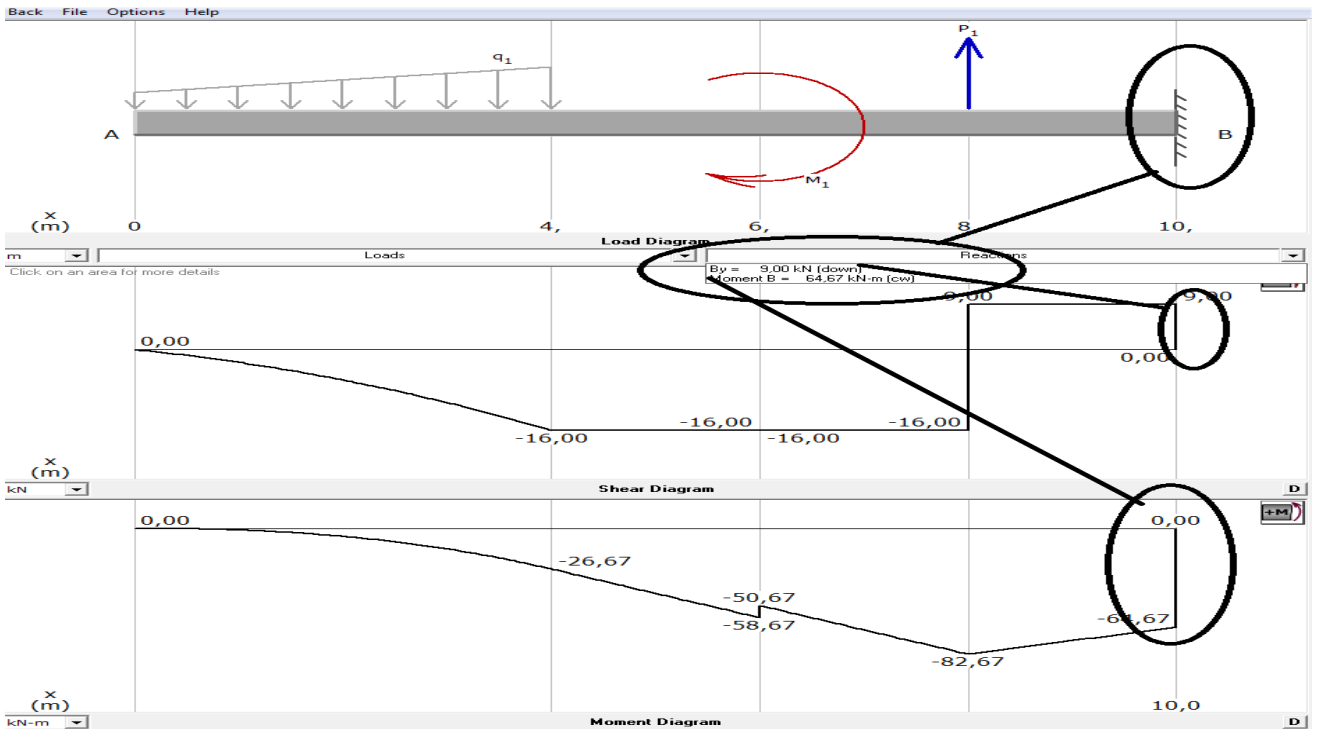 Back File Options Help
P1
q1
A
B
M1
x
(m)
0
4,
6,
8,
10,
Load Diagram
m
Loads
Reactions
Click on an area for more details
By = 9,00 kN (down)
Moment B = 64,67 kN-m (cw)
9,00
0,00
0,00
-16,00
-16,00
-16,00
-16,00
x
(m)
kN
Shear Diagram
D
0,00
0,00
+M
-26,67
-50,67
-58,67
-64,67
-82,67
x
(m)
10,0
kN-m
Moment Diagram
D